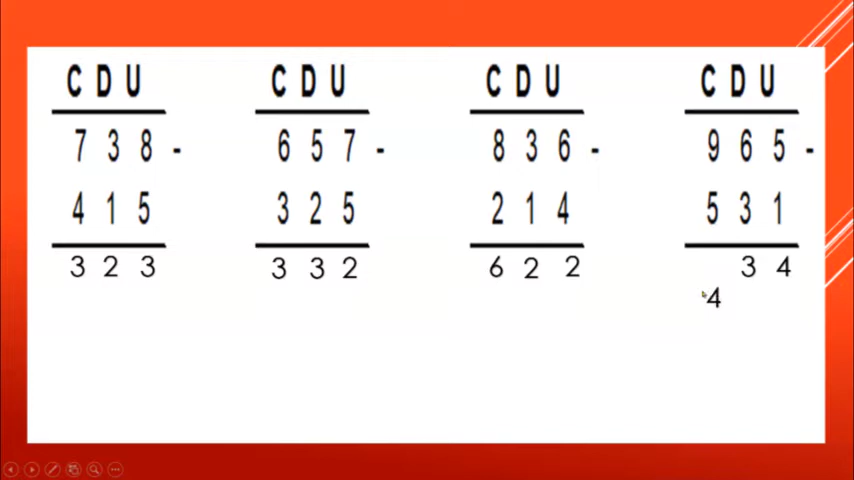 C D U C D U C D U C D U
7 3 8 - 6 5 7 - 8 3 6 - 9 6 5 -
4 1 5 3 2 5 2 1 4 5 3 1
3 2 3 3 3 2 6 2 2 3 4
4